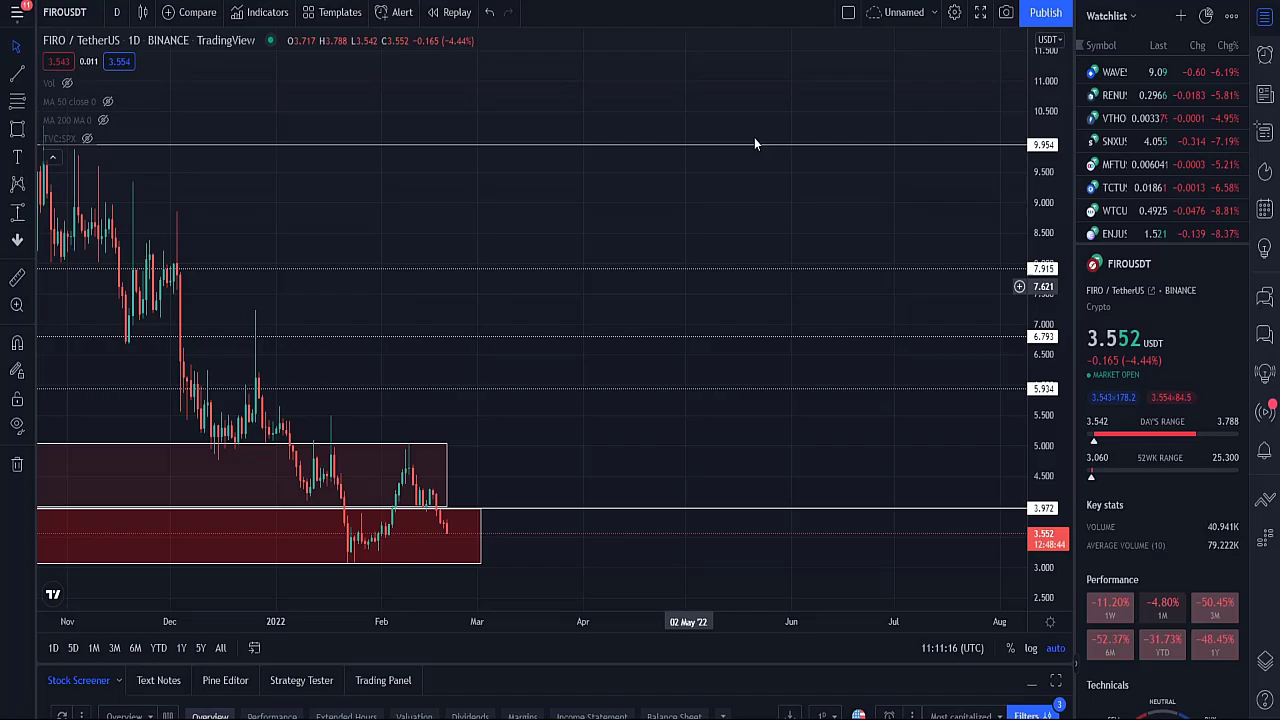 11
FIROUSDT
D
Compare
Indicators
Templates
Alert
Replay
Unnamed
Publish
FIRO / TetherUS 1D · BINANCE · TradingView
O3.717 H3.788 L3.542 C3.552 -0.165 (-4.44%)
3.543 0.011 3.554
Vol
MA 50 close 0
MA 200 MA 0
TVC:SPX
USDT
11.500
11.000
10.500
9.954
9.500
9.000
8.500
7.915
7.621
7.000
6.793
6.500
5.934
5.500
5.000
4.500
3.972
3.552
12:48:44
3.000
2.500
Nov Dec 2022 Feb Mar Apr 02 May '22 Jun Jul Aug
1D 5D 1M 3M 6M YTD 1Y 5Y All
11:11:16 (UTC) % log auto
Stock Screener Text Notes Pine Editor Strategy Tester Trading Panel
Overview Overview Performance Extended Hours Valuation Dividends Margins Income Statement Balance Sheet 1D Most capitalized Filters 3
Watchlist
Symbol Last Chg Chg%
WAVES 9.09 -0.60 -6.19%
RENUS 0.2966 -0.0183 -5.81%
VTHO 0.003379 -0.0001 -4.95%
SNXUS 4.055 -0.314 -7.19%
MFTUS 0.006041 -0.0003 -5.21%
TCTUS 0.01861 -0.0013 -6.58%
WTCU 0.4925 -0.0476 -8.81%
ENJUS 1.521 -0.139 -8.37%
FIROUSDT
FIRO / TetherUS · BINANCE
Crypto
3.552 USDT
-0.165 (-4.44%)
MARKET OPEN
3.543×178.2 3.554×84.5
3.542 DAY'S RANGE 3.788
3.060 52WK RANGE 25.300
Key stats
VOLUME 40.941K
AVERAGE VOLUME (10) 79.222K
Performance
-11.20% 1W
-4.80% 1M
-50.45% 3M
-52.37% 6M
-31.73% YTD
-48.45% 1Y
Technicals
NEUTRAL